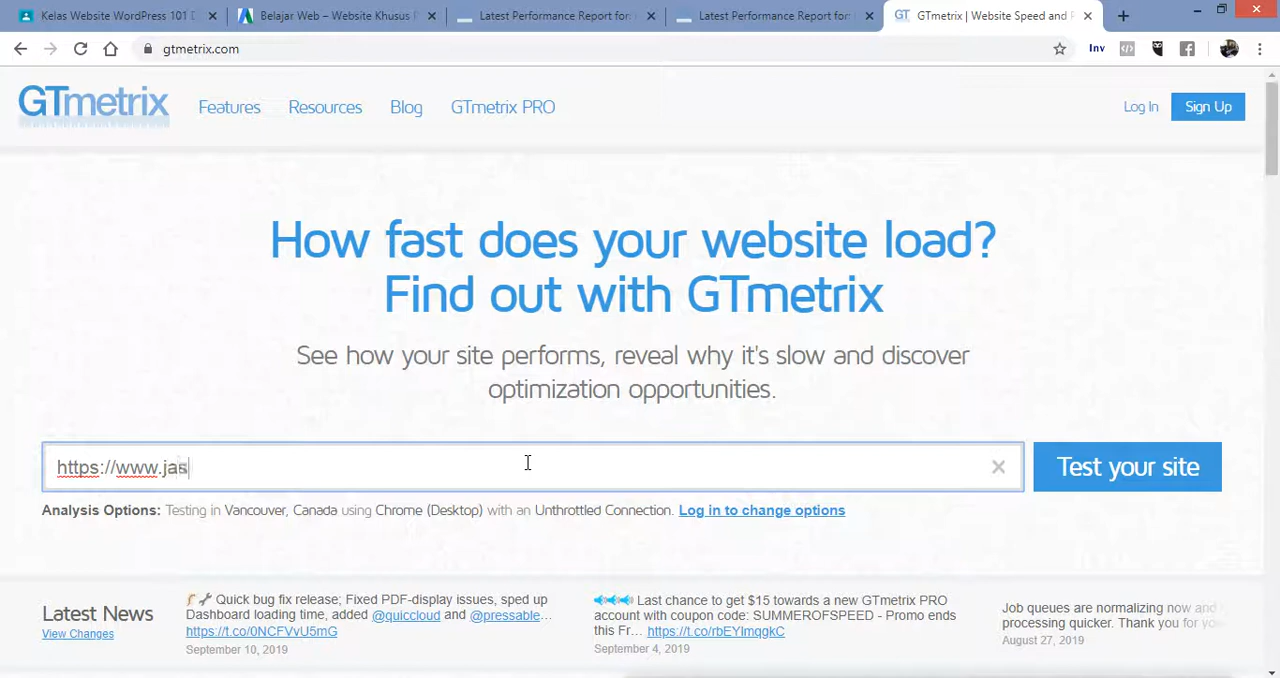 Kelas Website WordPress 101 D
Belajar Web – Website Khusus P
Latest Performance Report for:
Latest Performance Report for:
GT GTmetrix | Website Speed and P
gtmetrix.com
Inv
GTmetrix
Features Resources Blog GTmetrix PRO
Log In Sign Up
How fast does your website load?
Find out with GTmetrix
See how your site performs, reveal why it's slow and discover
optimization opportunities.
https://www.jas
Test your site
Analysis Options: Testing in Vancouver, Canada using Chrome (Desktop) with an Unthrottled Connection. Log in to change options
Latest News
View Changes
Quick bug fix release; Fixed PDF-display issues, sped up
Dashboard loading time, added @quiccloud and @pressable...
https://t.co/0NCFVvU5mG
September 10, 2019
Last chance to get $15 towards a new GTmetrix PRO
account with coupon code: SUMMEROFSPEED - Promo ends
this Fr... https://t.co/rbEYImqgkC
September 4, 2019
Job queues are normalizing now and
processing quicker. Thank you for
August 27, 2019